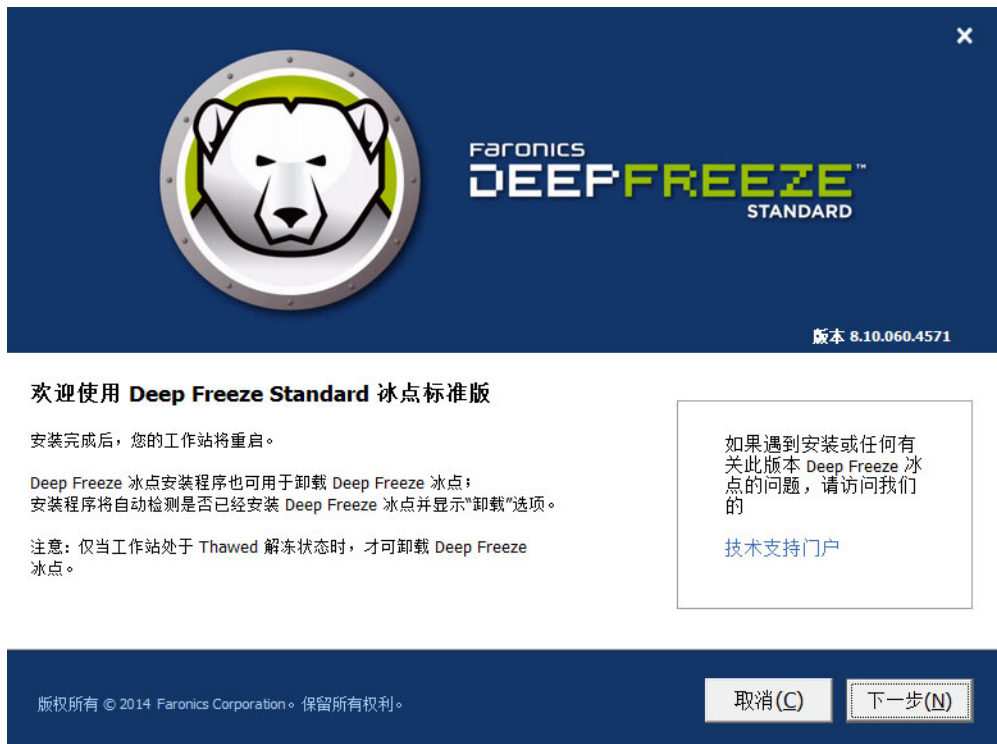 Faronics
DEEPFREEZE™
STANDARD
版本 8.10.060.4571
欢迎使用 Deep Freeze Standard 冰点标准版
安装完成后，您的工作站将重启。
Deep Freeze 冰点安装程序也可用于卸载 Deep Freeze 冰点；
安装程序将自动检测是否已经安装 Deep Freeze 冰点并显示“卸载”选项。
注意：仅当工作站处于 Thawed 解冻状态时，才可卸载 Deep Freeze
冰点。
如果遇到安装或任何有
关此版本 Deep Freeze 冰
点的问题，请访问我们
的
技术支持门户
版权所有 © 2014 Faronics Corporation。保留所有权利。
取消(C)
下一步(N)